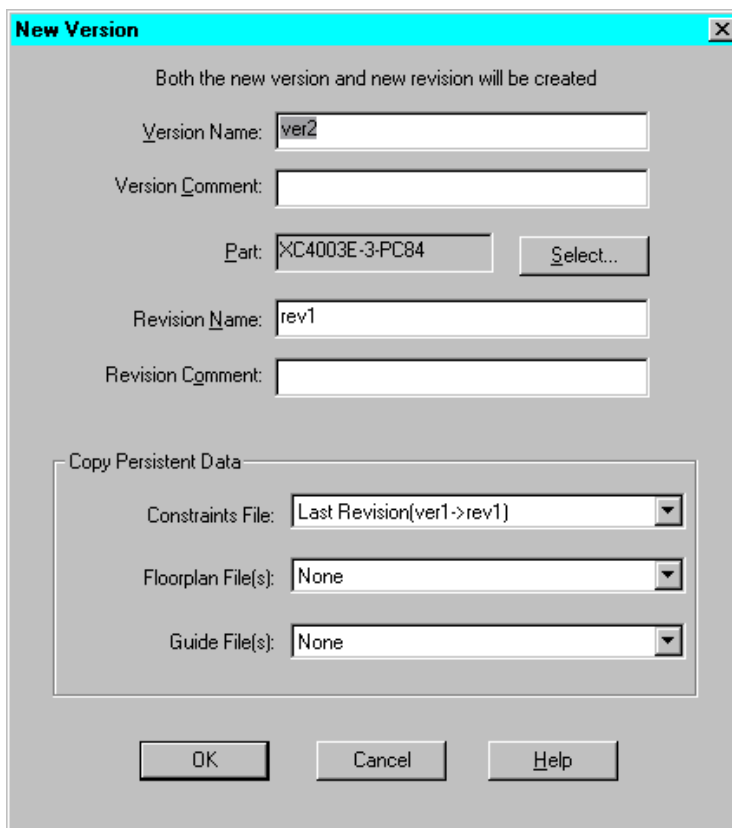 New Version
Both the new version and new revision will be created
Version Name: ver2
Version Comment:
Part: XC4003E-3-PC84 Select...
Revision Name: rev1
Revision Comment:
Copy Persistent Data
Constraints File: Last Revision(ver1->rev1)
Floorplan File(s): None
Guide File(s): None
OK Cancel Help